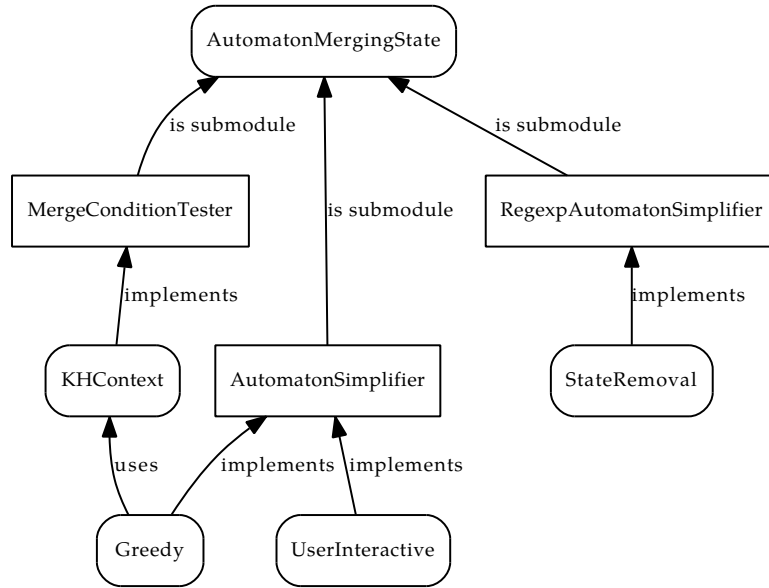 AutomatonMergingState
is submodule
is submodule
MergeConditionTester
RegexpAutomatonSimplifier
is submodule
implements
implements
KHContext
AutomatonSimplifier
StateRemoval
uses
implements
implements
Greedy
UserInteractive